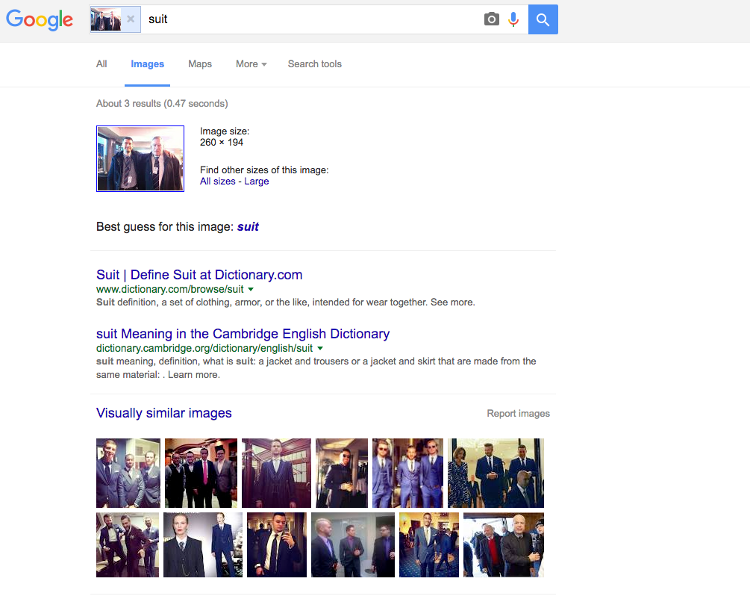 Google
suit
All Images Maps More Search tools
About 3 results (0.47 seconds)
Image size:
260 × 194
Find other sizes of this image:
All sizes - Large
Best guess for this image: suit
Suit | Define Suit at Dictionary.com
www.dictionary.com/browse/suit
Suit definition, a set of clothing, armor, or the like, intended for wear together. See more.
suit Meaning in the Cambridge English Dictionary
dictionary.cambridge.org/dictionary/english/suit
suit meaning, definition, what is suit: a jacket and trousers or a jacket and skirt that are made from the
same material: . Learn more.
Visually similar images
Report images